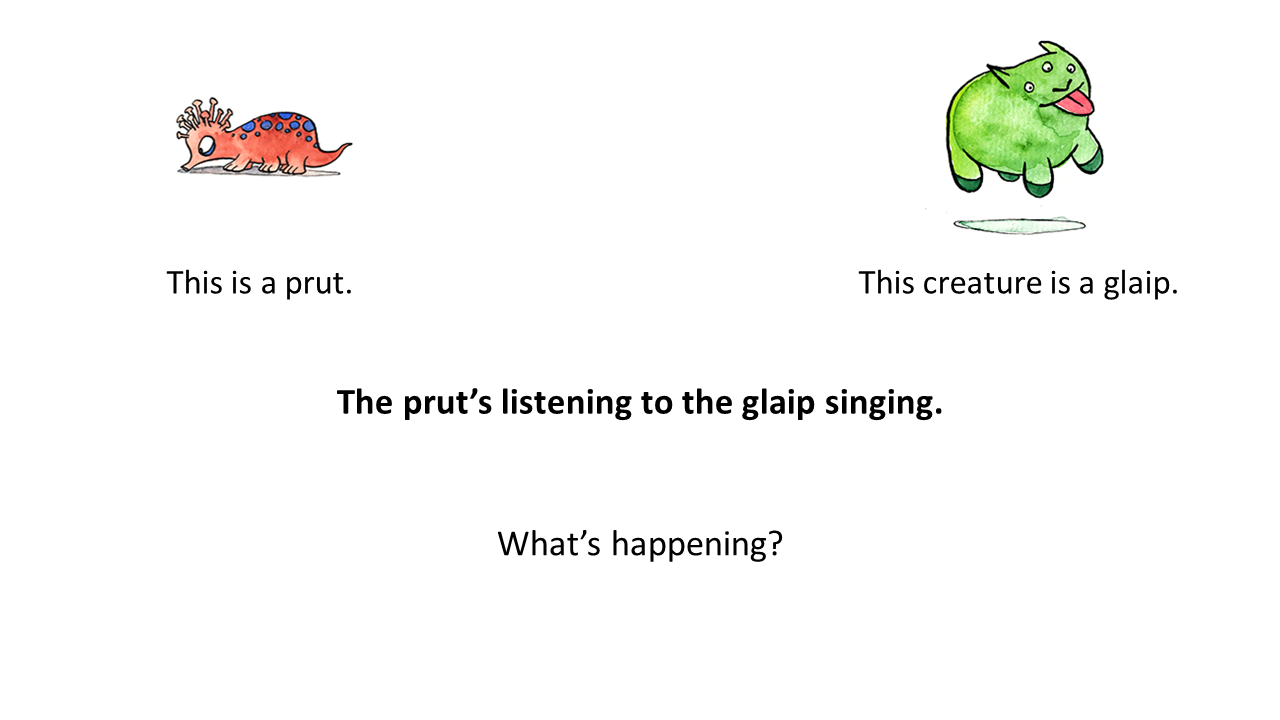 This is a prut.
This creature is a glaip.
The prut’s listening to the glaip singing.
What’s happening?